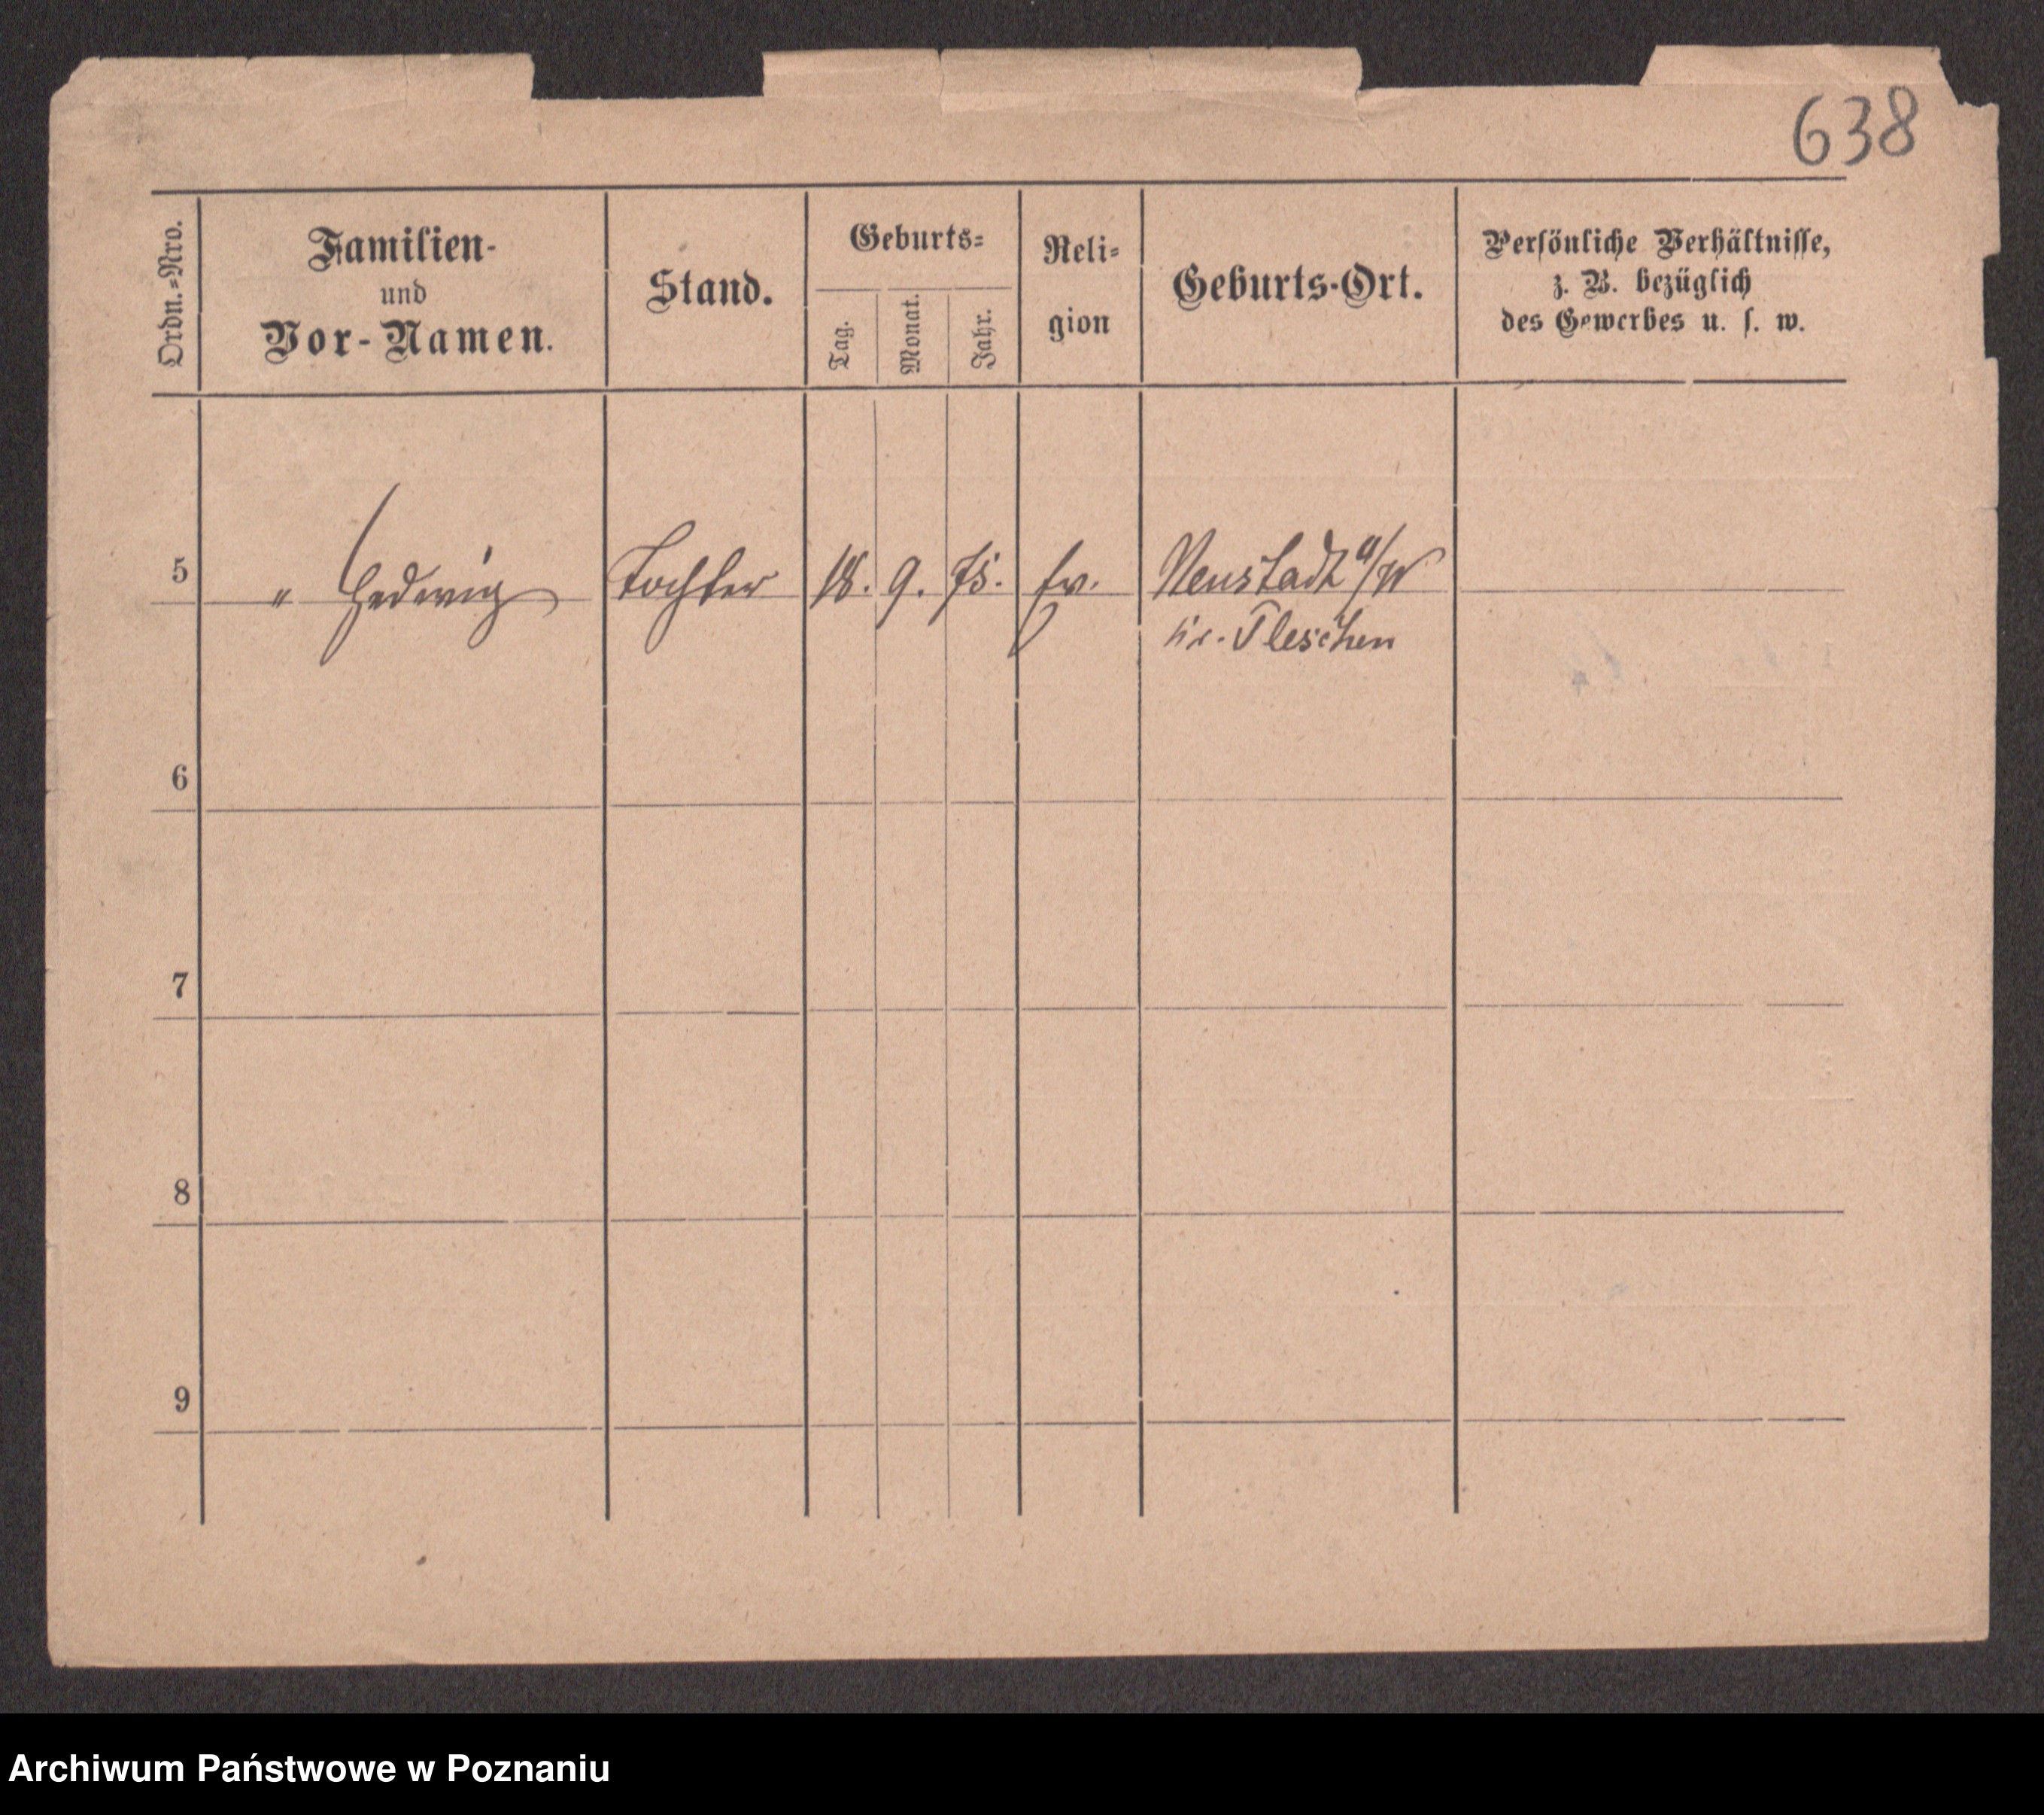 638
Ordn.-Nro.
Familien-
und
Vor-Namen.
Stand.
Geburts-
Tag.
Monat.
Jahr.
Reli-
gion
Geburts-Ort.
Persönliche Verhältnisse,
z. B. bezüglich
des Gewerbes u. s. w.
5 " Hedwig Tochter 18. 9. 75. ev. Neustadt a/W
Kr. Pleschen
6
7
8
9
Archiwum Państwowe w Poznaniu